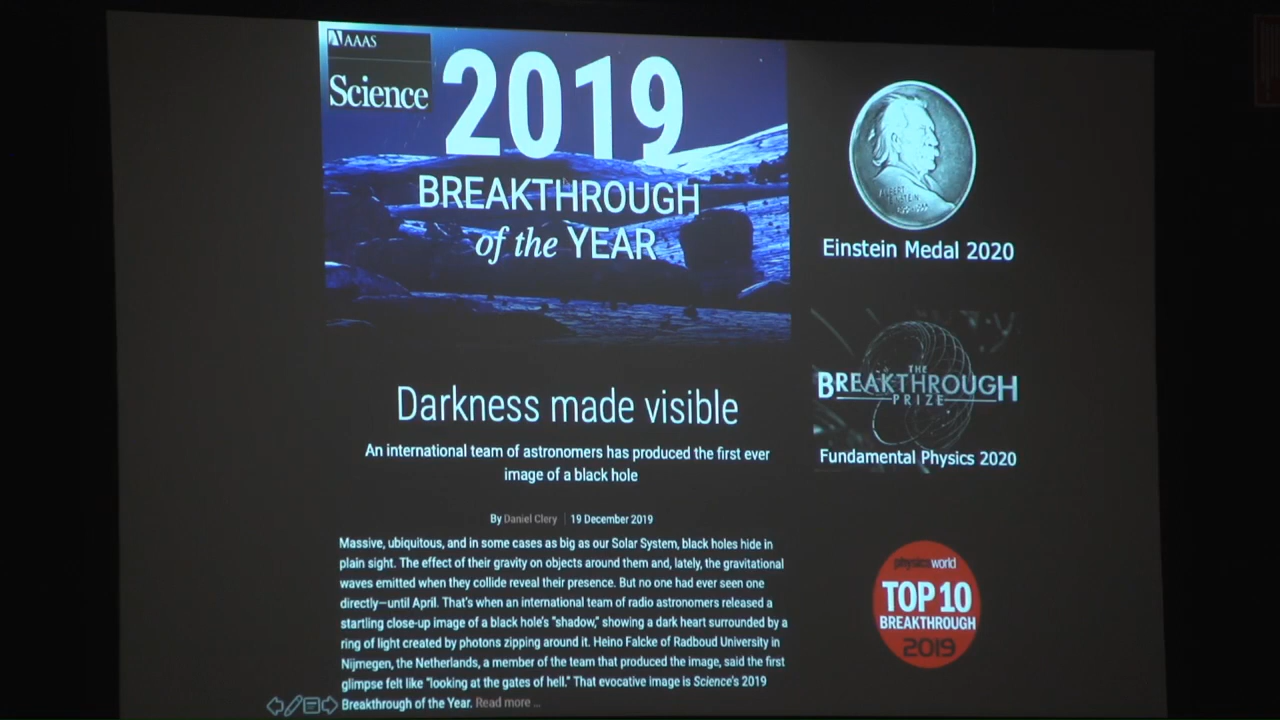 AAAS
Science
2019
BREAKTHROUGH
of the YEAR
Darkness made visible
An international team of astronomers has produced the first ever
image of a black hole
By Daniel Clery | 19 December 2019
Massive, ubiquitous, and in some cases as big as our Solar System, black holes hide in
plain sight. The effect of their gravity on objects around them and, lately, the gravitational
waves emitted when they collide reveal their presence. But no one had ever seen one
directly—until April. That's when an international team of radio astronomers released a
startling close-up image of a black hole's "shadow," showing a dark heart surrounded by a
ring of light created by photons zipping around it. Heino Falcke of Radboud University in
Nijmegen, the Netherlands, a member of the team that produced the image, said the first
glimpse felt like "looking at the gates of hell." That evocative image is Science's 2019
Breakthrough of the Year. Read more ...
ALBERT
EINSTEIN
Einstein Medal 2020
THE
BREAKTHROUGH
PRIZE
Fundamental Physics 2020
physicsworld
TOP 10
BREAKTHROUGH
2019